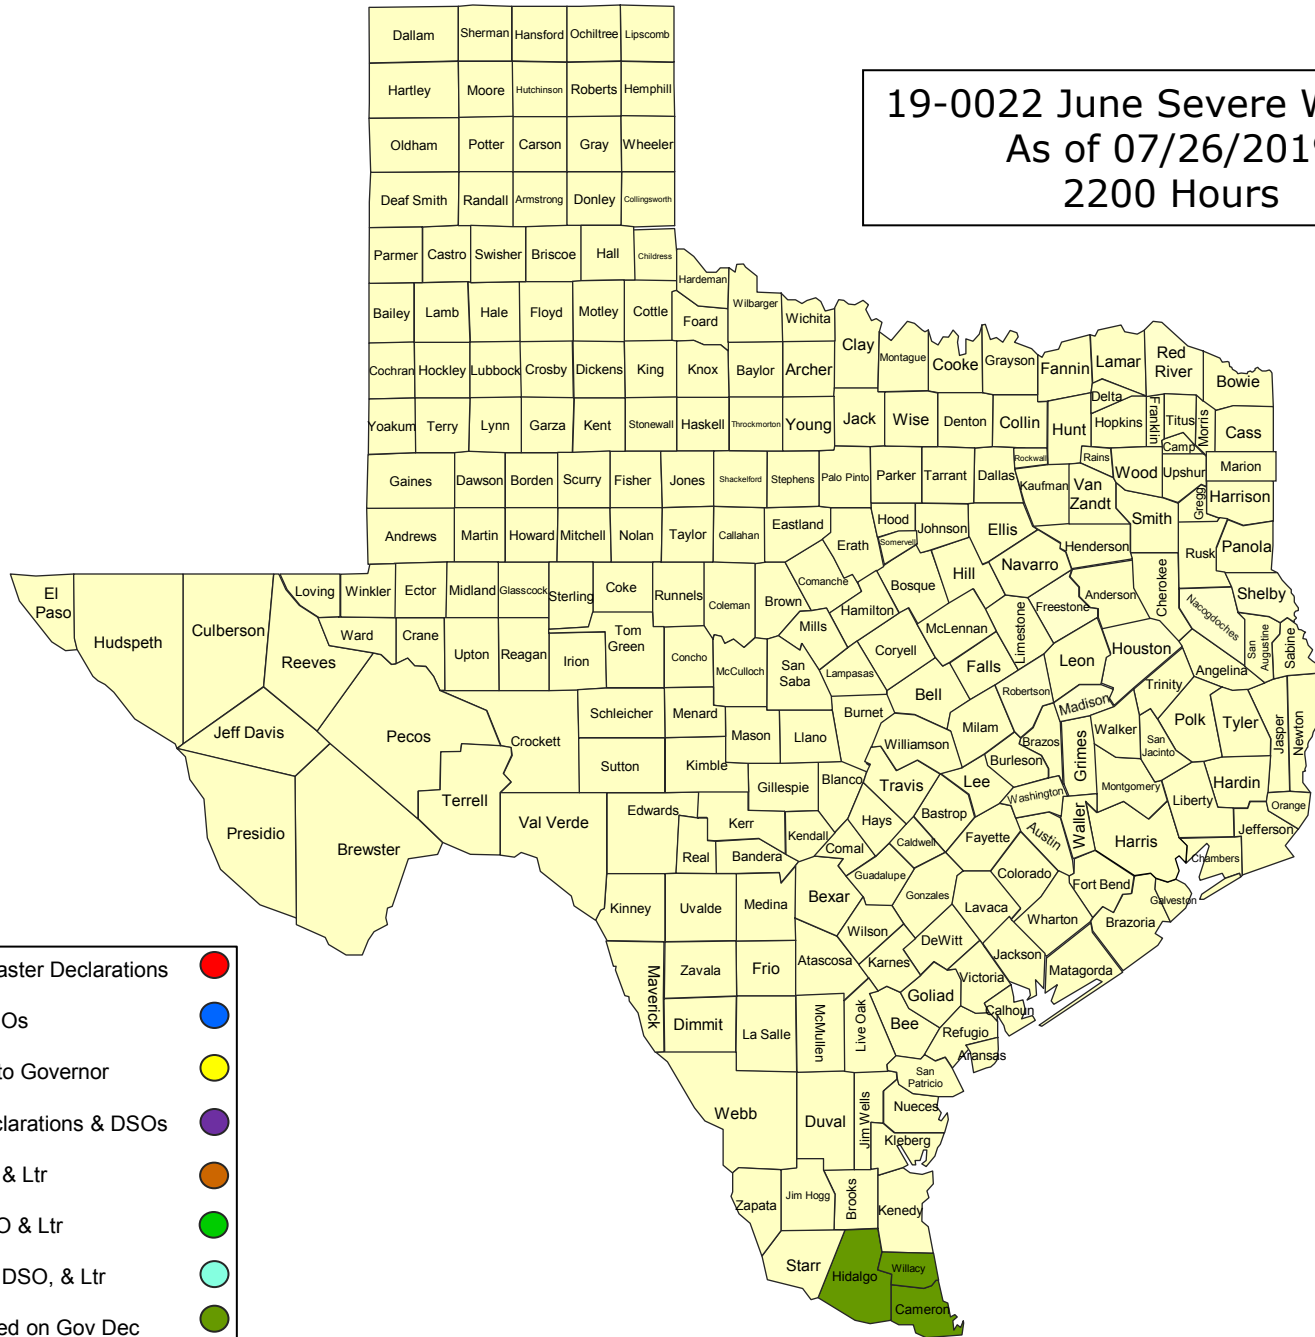 Dallam Sherman Hansford Ochiltree Lipscomb
Hartley Moore Hutchinson Roberts Hemphill
19-0022 June Severe
As of 07/26/2019
2200 Hours
Oldham Potter Carson Gray Wheeler
Deaf Smith Randall Armstrong Donley Collingsworth
Parmer Castro Swisher Briscoe Hall Childress
Hardeman
Bailey Lamb Hale Floyd Motley Cottle Foard Wilbarger Wichita
Clay Montague Cooke Grayson Fannin Lamar Red River Bowie
Cochran Hockley Lubbock Crosby Dickens King Knox Baylor Archer
Delta
Yoakum Terry Lynn Garza Kent Stonewall Haskell Throckmorton Young Jack Wise Denton Collin Hunt Hopkins Franklin Titus Morris Cass
Camp
Rockwall Rains
Gaines Dawson Borden Scurry Fisher Jones Shackelford Stephens Palo Pinto Parker Tarrant Dallas Kaufman Van Zandt Wood Upshur Marion
Gregg Harrison
Andrews Martin Howard Mitchell Nolan Taylor Callahan Eastland Erath Hood Somervell Johnson Ellis Henderson Smith Rusk Panola
El Paso Hudspeth Culberson Loving Winkler Ector Midland Glasscock Sterling Coke Runnels Coleman Brown Comanche Hamilton Bosque Hill Navarro Freestone Anderson Cherokee Nacogdoches Shelby
Reeves Ward Crane Upton Reagan Irion Tom Green Concho McCulloch San Saba Mills Lampasas Coryell McLennan Limestone Falls Leon Houston Angelina San Augustine Sabine
Jeff Davis Pecos Crockett Schleicher Menard Mason Llano Burnet Bell Milam Robertson Madison Trinity Walker San Jacinto Polk Tyler Jasper Newton
Presidio Brewster Terrell Sutton Kimble Gillespie Blanco Williamson Travis Lee Burleson Brazos Grimes Washington Montgomery Liberty Hardin Orange
Val Verde Edwards Kerr Real Bandera Kendall Comal Hays Caldwell Bastrop Fayette Austin Waller Harris Jefferson Chambers
Kinney Uvalde Medina Bexar Guadalupe Gonzales Lavaca Colorado Fort Bend Galveston
Wilson DeWitt Wharton Brazoria
Maverick Zavala Frio Atascosa Karnes Victoria Jackson Matagorda
Dimmit La Salle McMullen Live Oak Bee Goliad Calhoun
Refugio
Aransas
San Patricio
Webb Duval Jim Wells Nueces
Kleberg
Zapata Jim Hogg Brooks Kenedy
Starr Hidalgo Willacy
Cameron
Declarations
to Governor
& DSOs
& Ltr
& Ltr
DSO, & Ltr
on Gov Dec